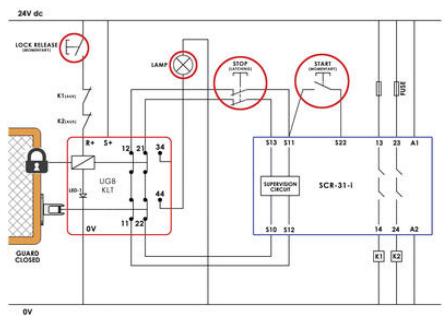 24V dc
LOCK RELEASE
(MOMENTARY)
LAMP
STOP
(LATCHING)
START
(MOMENTARY)
K1(AUX)
K2(AUX)
FUSE
R+ S+
12 21 34
S13 S11 S22 13 23 A1
UGB
KLT
LED-1
44
SUPERVISION
CIRCUIT
SCR-31-i
0V
11 22
S10 S12 14 24 A2
GUARD
CLOSED
K1 K2
0V